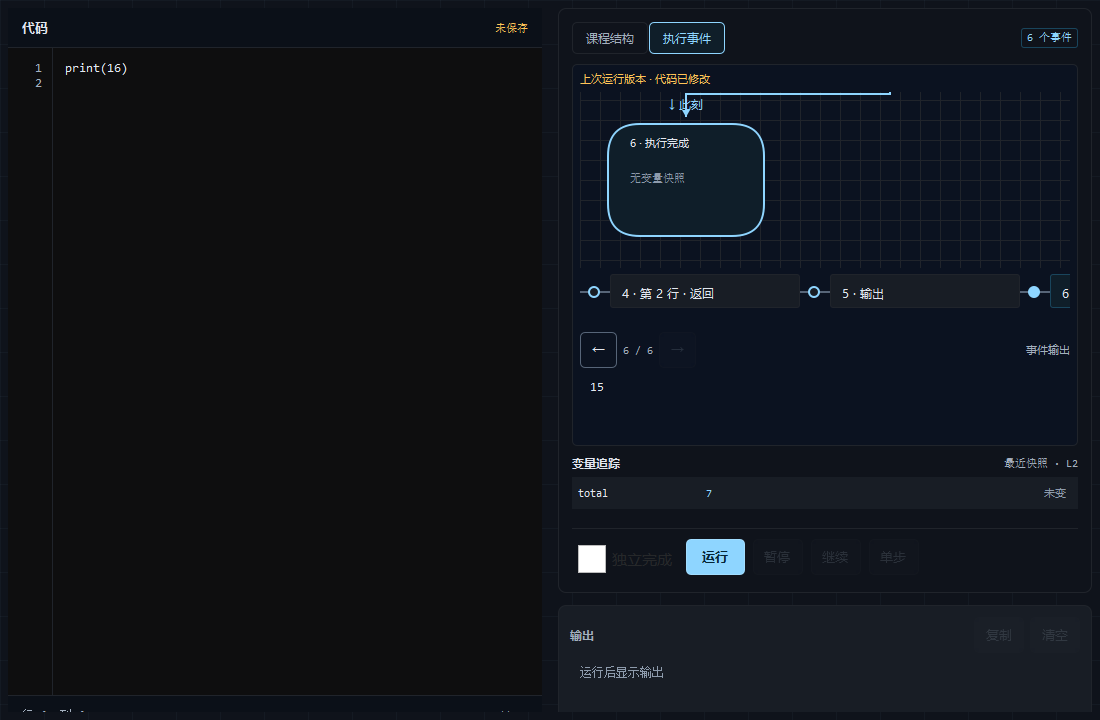 代码
未保存
1
print(16)
2
课程结构
执行事件
6 个事件
上次运行版本 · 代码已修改
↓ 此刻
6 · 执行完成
无变量快照
4 · 第 2 行 · 返回
5 · 输出
6
←
6 / 6
→
事件输出
15
变量追踪
最近快照 · L2
total
7
未变
独立完成
运行
暂停
继续
单步
输出
复制
清空
运行后显示输出